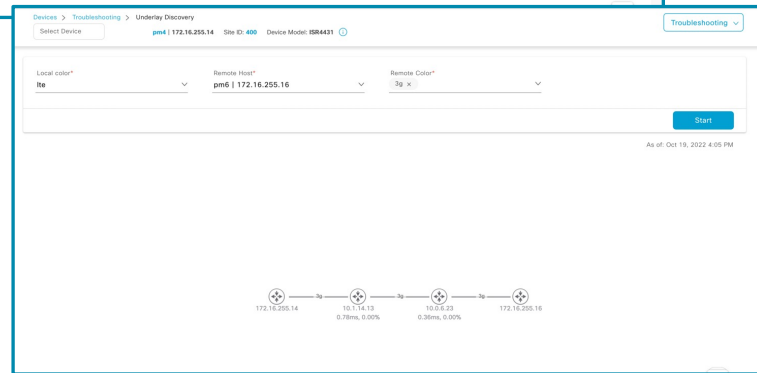 Devices > Troubleshooting > Underlay Discovery
Troubleshooting
Select Device
pm4 | 172.16.255.14 Site ID: 400 Device Model: ISR4431
Local color* Remote Host* Remote Color*
lte pm6 | 172.16.255.16 3g ×
Start
As of: Oct 19, 2022 4:05 PM
3g 3g 3g
172.16.255.14 10.1.14.13 10.0.6.23 172.16.255.16
0.78ms, 0.00% 0.36ms, 0.00%